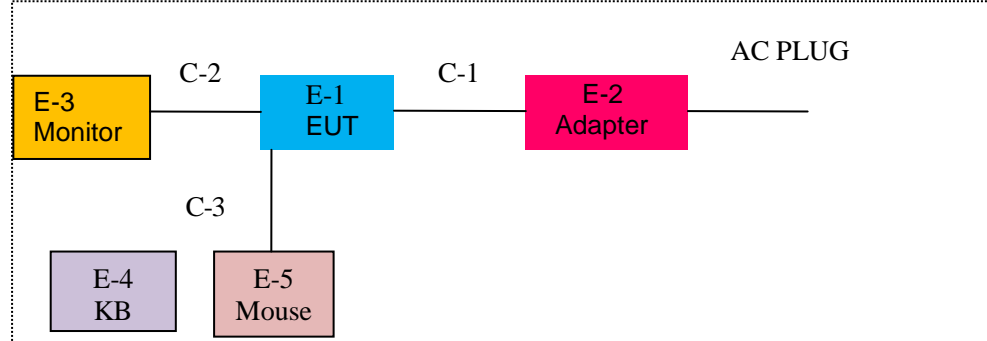 AC PLUG
C-2
C-1
E-3
Monitor
E-1
EUT
E-2
Adapter
C-3
E-4
KB
E-5
Mouse